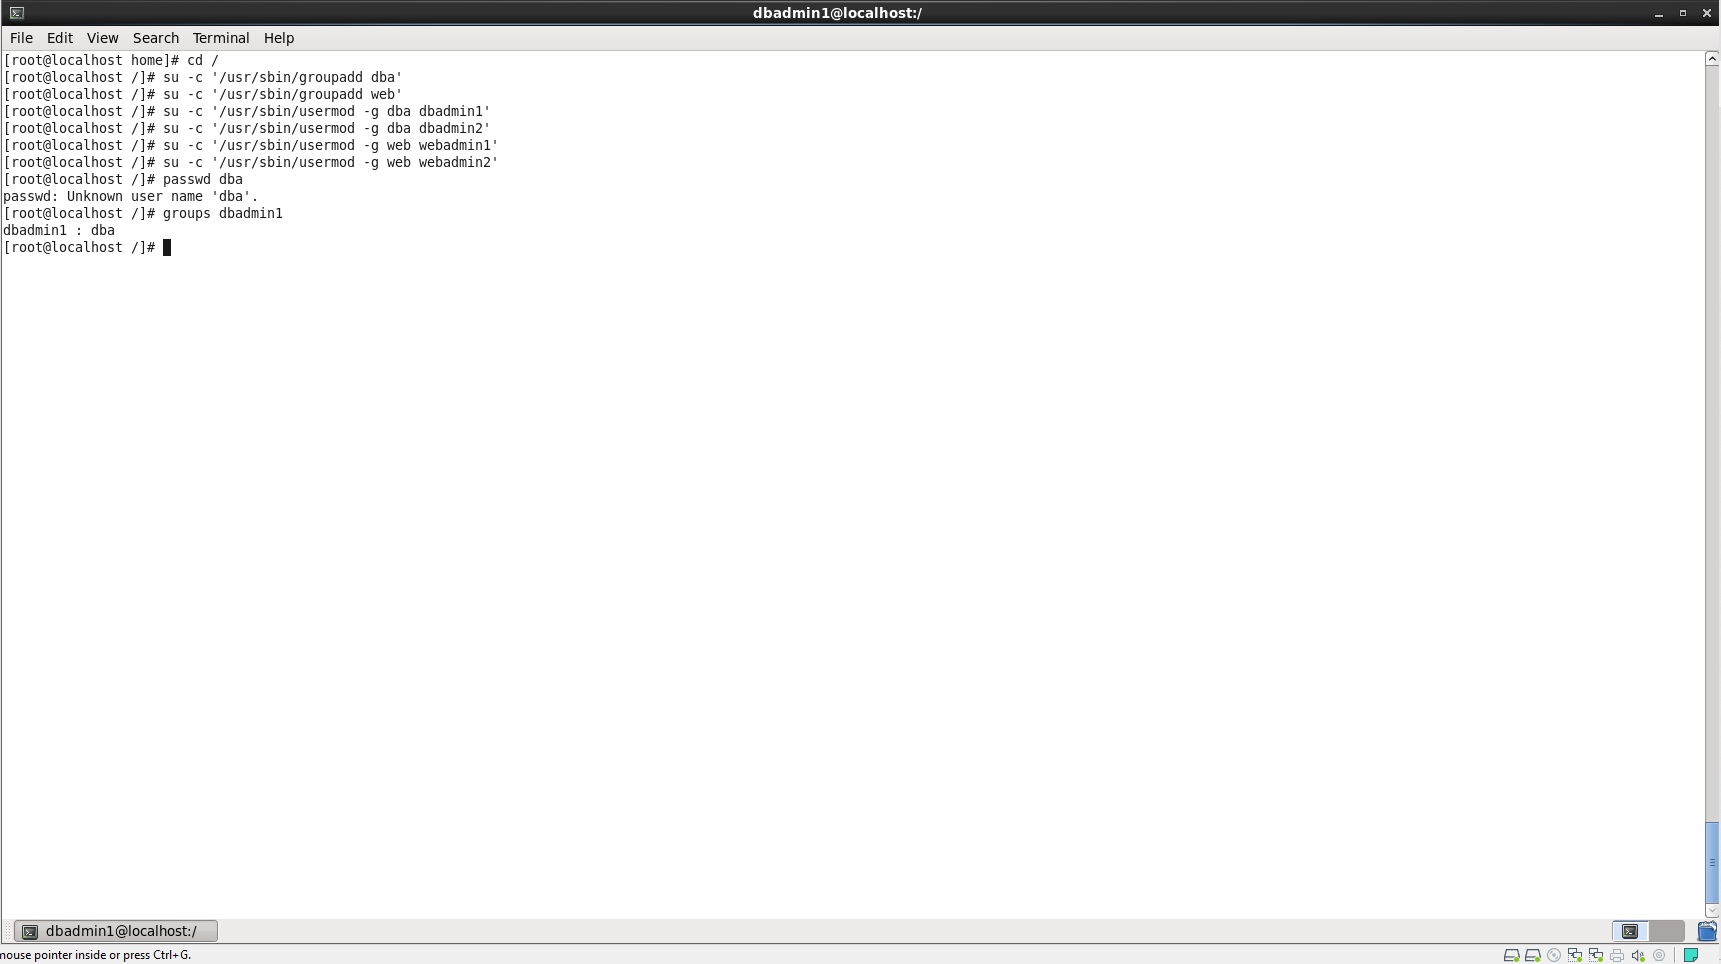 dbadmin1@localhost:/
File Edit View Search Terminal Help
[root@localhost home]# cd /
[root@localhost /]# su -c '/usr/sbin/groupadd dba'
[root@localhost /]# su -c '/usr/sbin/groupadd web'
[root@localhost /]# su -c '/usr/sbin/usermod -g dba dbadmin1'
[root@localhost /]# su -c '/usr/sbin/usermod -g dba dbadmin2'
[root@localhost /]# su -c '/usr/sbin/usermod -g web webadmin1'
[root@localhost /]# su -c '/usr/sbin/usermod -g web webadmin2'
[root@localhost /]# passwd dba
passwd: Unknown user name 'dba'.
[root@localhost /]# groups dbadmin1
dbadmin1 : dba
[root@localhost /]#
dbadmin1@localhost:/
mouse pointer inside or press Ctrl+G.